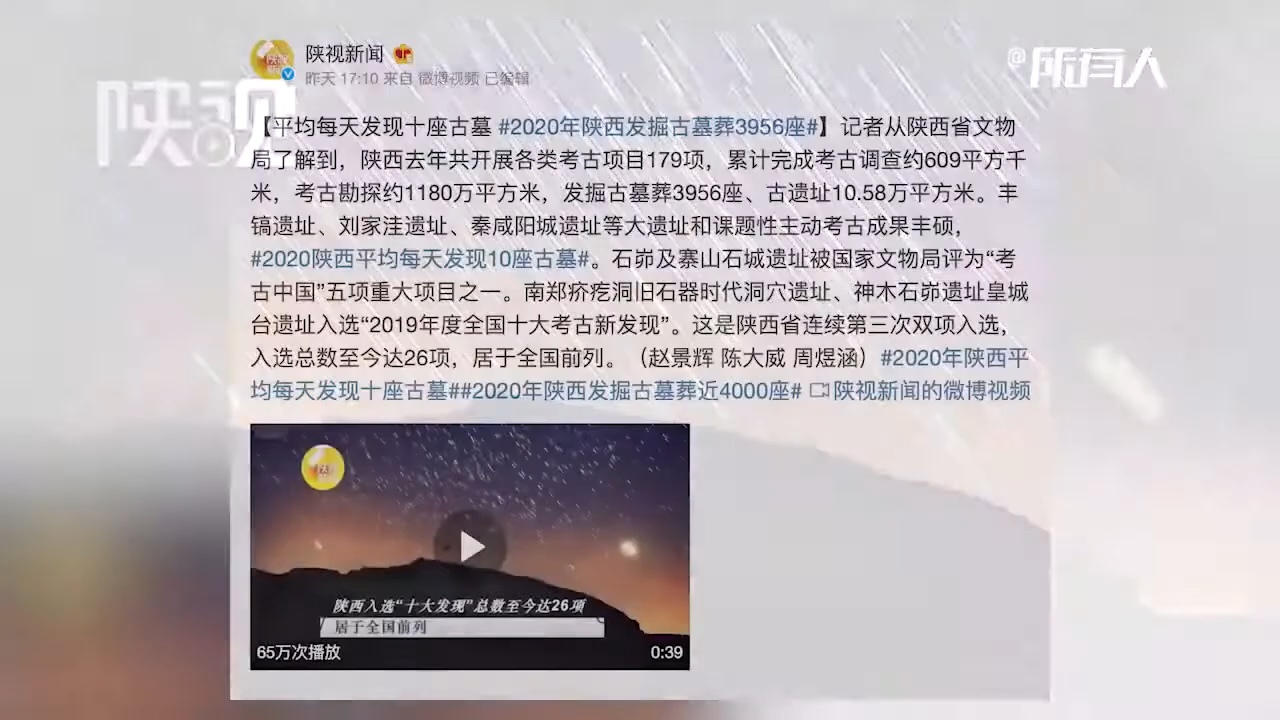 陕视新闻
昨天 17:10 来自 微博视频 已编辑
@所有人
陕视
【平均每天发现十座古墓 #2020年陕西发掘古墓葬3956座#】记者从陕西省文物
局了解到，陕西去年共开展各类考古项目179项，累计完成考古调查约609平方千
米，考古勘探约1180万平方米，发掘古墓葬3956座、古遗址10.58万平方米。丰
镐遗址、刘家洼遗址、秦咸阳城遗址等大遗址和课题性主动考古成果丰硕，
#2020陕西平均每天发现10座古墓#。石峁及寨山石城遗址被国家文物局评为“考
古中国”五项重大项目之一。南郑疥疙洞旧石器时代洞穴遗址、神木石峁遗址皇城
台遗址入选“2019年度全国十大考古新发现”。这是陕西省连续第三次双项入选，
入选总数至今达26项，居于全国前列。（赵景辉 陈大威 周煜涵）#2020年陕西平
均每天发现十座古墓##2020年陕西发掘古墓葬近4000座# 陕视新闻的微博视频
陕西入选“十大发现”总数至今达26项
居于全国前列
65万次播放
0:39